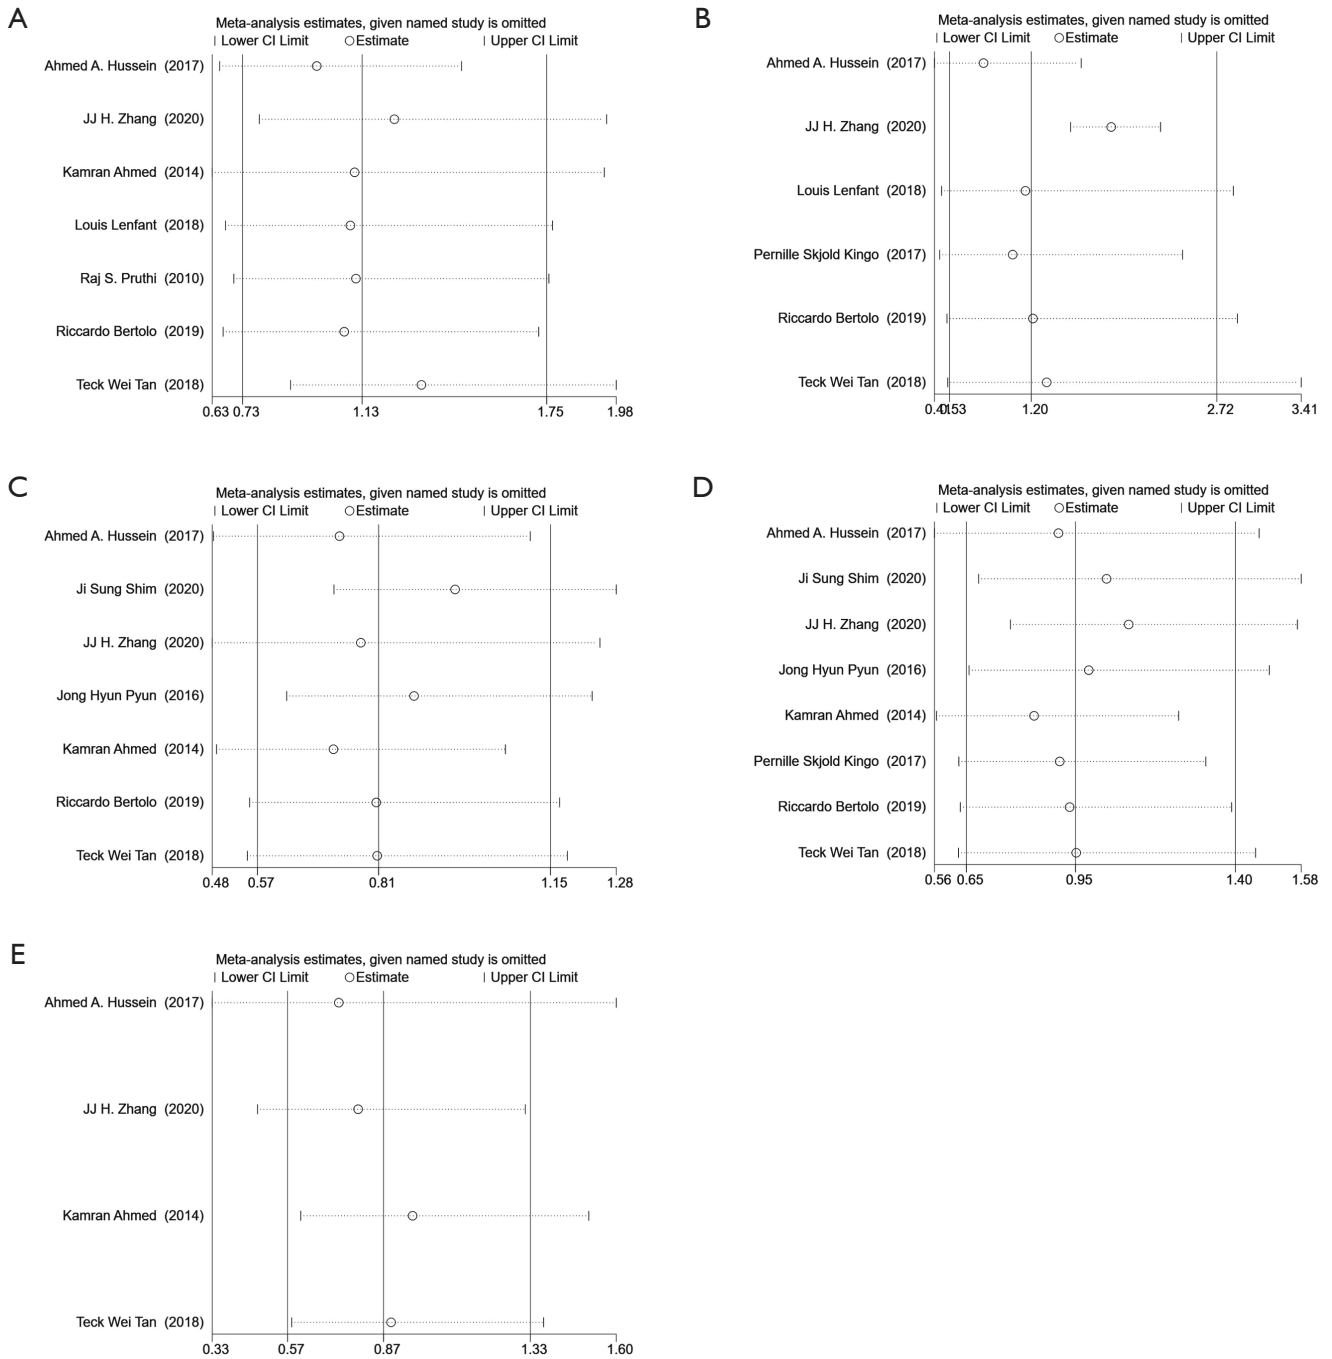 A
Meta-analysis estimates, given named study is omitted
| Lower CI Limit ○Estimate | Upper CI Limit
Ahmed A. Hussein (2017)
JJ H. Zhang (2020)
Kamran Ahmed (2014)
Louis Lenfant (2018)
Raj S. Pruthi (2010)
Riccardo Bertolo (2019)
Teck Wei Tan (2018)
0.63 0.73 1.13 1.75 1.98
B
Meta-analysis estimates, given named study is omitted
| Lower CI Limit ○Estimate | Upper CI Limit
Ahmed A. Hussein (2017)
JJ H. Zhang (2020)
Louis Lenfant (2018)
Pernille Skjold Kingo (2017)
Riccardo Bertolo (2019)
Teck Wei Tan (2018)
0.53 1.20 2.72 3.41
C
Meta-analysis estimates, given named study is omitted
| Lower CI Limit ○Estimate | Upper CI Limit
Ahmed A. Hussein (2017)
Ji Sung Shim (2020)
JJ H. Zhang (2020)
Jong Hyun Pyun (2016)
Kamran Ahmed (2014)
Riccardo Bertolo (2019)
Teck Wei Tan (2018)
0.48 0.57 0.81 1.15 1.28
D
Meta-analysis estimates, given named study is omitted
| Lower CI Limit ○Estimate | Upper CI Limit
Ahmed A. Hussein (2017)
Ji Sung Shim (2020)
JJ H. Zhang (2020)
Jong Hyun Pyun (2016)
Kamran Ahmed (2014)
Pernille Skjold Kingo (2017)
Riccardo Bertolo (2019)
Teck Wei Tan (2018)
0.56 0.65 0.95 1.40 1.58
E
Meta-analysis estimates, given named study is omitted
| Lower CI Limit ○Estimate | Upper CI Limit
Ahmed A. Hussein (2017)
JJ H. Zhang (2020)
Kamran Ahmed (2014)
Teck Wei Tan (2018)
0.33 0.57 0.87 1.33 1.60